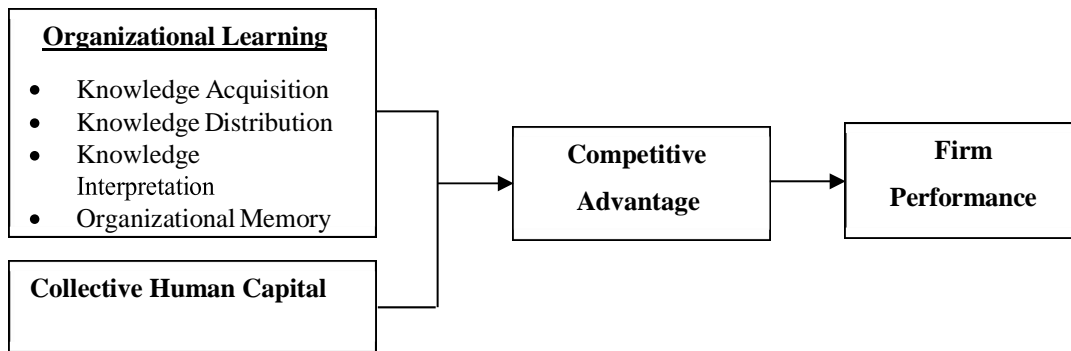 Organizational Learning
• Knowledge Acquisition
• Knowledge Distribution
• Knowledge
Interpretation
• Organizational Memory
Collective Human Capital
Competitive
Advantage
Firm
Performance